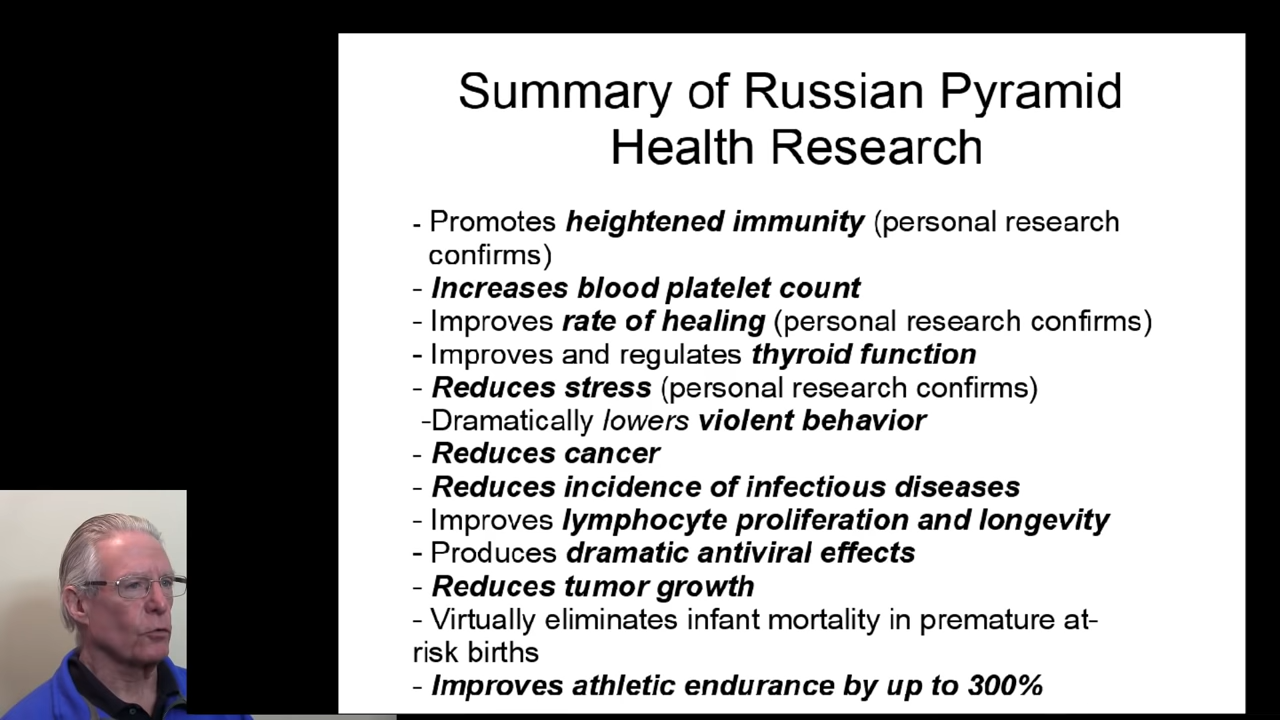 Summary of Russian Pyramid
Health Research
- Promotes heightened immunity (personal research
confirms)
- Increases blood platelet count
- Improves rate of healing (personal research confirms)
- Improves and regulates thyroid function
- Reduces stress (personal research confirms)
-Dramatically lowers violent behavior
- Reduces cancer
- Reduces incidence of infectious diseases
- Improves lymphocyte proliferation and longevity
- Produces dramatic antiviral effects
- Reduces tumor growth
- Virtually eliminates infant mortality in premature at-
risk births
- Improves athletic endurance by up to 300%